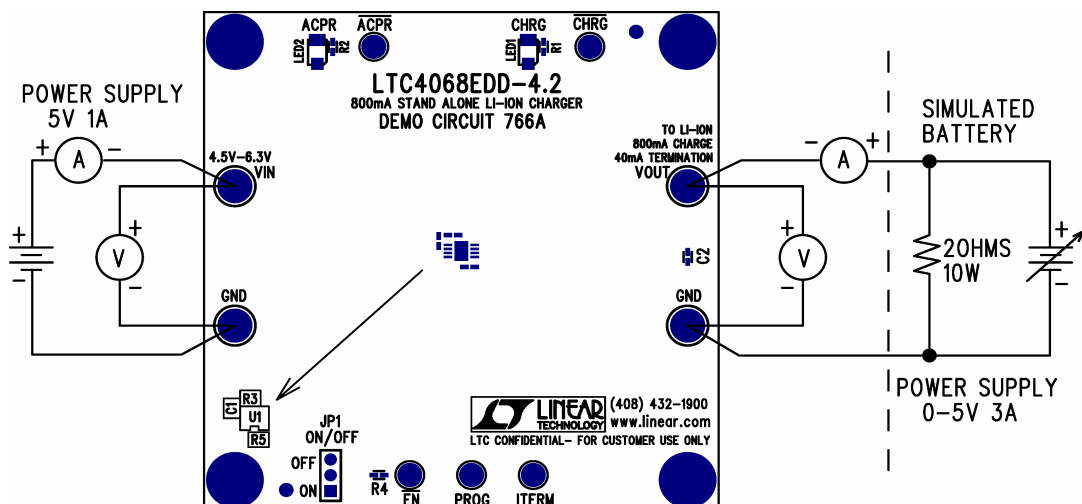 ACPR
ACPR
CHRG
CHRG
LED2
R2
LED1
R1
LTC4068EDD-4.2
800mA STAND ALONE LI-ION CHARGER
DEMO CIRCUIT 766A
POWER SUPPLY
5V 1A
+ A -
4.5V-6.3V
VIN
TO LI-ION
800mA CHARGE
40mA TERMINATION
VOUT
- A +
SIMULATED
BATTERY
+
-
+
V
-
+
V
-
2OHMS
10W
+
-
C2
GND
GND
POWER SUPPLY
0-5V 3A
C1
R3
U1
R5
JP1
ON/OFF
OFF
ON
R4
EN
PROG
ITERM
LT LINEAR
TECHNOLOGY
(408) 432-1900
www.linear.com
LTC CONFIDENTIAL- FOR CUSTOMER USE ONLY